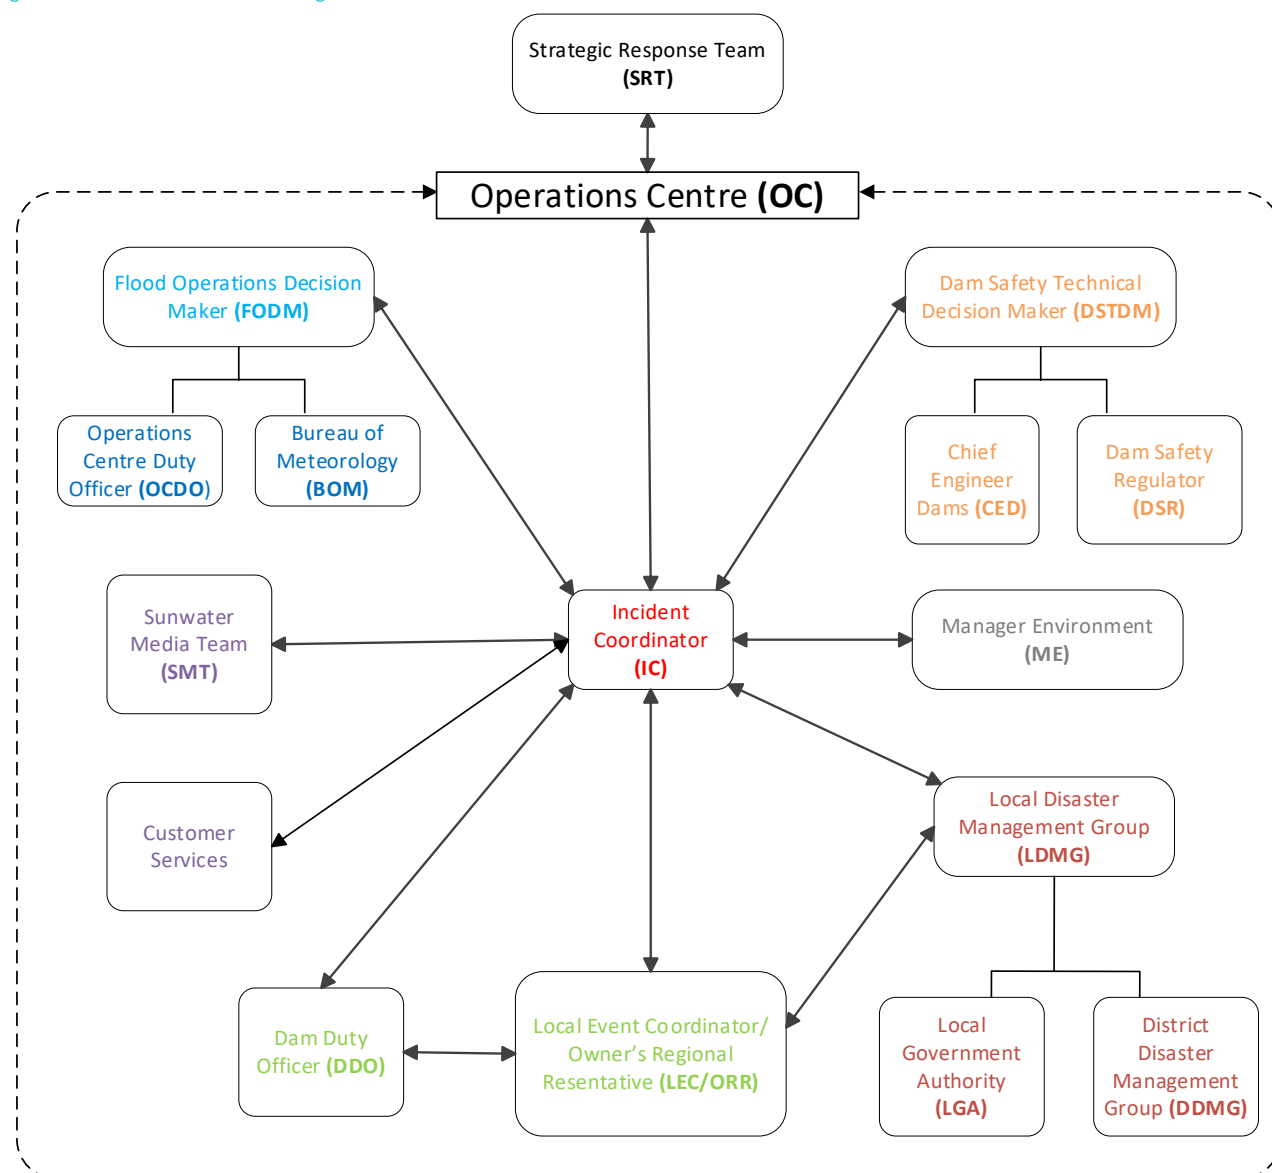 Strategic Response Team
(SRT)
Operations Centre (OC)
Flood Operations Decision
Maker (FODM)
Dam Safety Technical
Decision Maker (DSTDM)
Operations
Centre Duty
Officer (OCDO)
Bureau of
Meteorology
(BOM)
Chief
Engineer
Dams (CED)
Dam Safety
Regulator
(DSR)
Sunwater
Media Team
(SMT)
Incident
Coordinator
(IC)
Manager Environment
(ME)
Customer
Services
Local Disaster
Management Group
(LDMG)
Dam Duty
Officer (DDO)
Local Event Coordinator/
Owner's Regional
Resentative (LEC/ORR)
Local
Government
Authority
(LGA)
District
Disaster
Management
Group (DDMG)